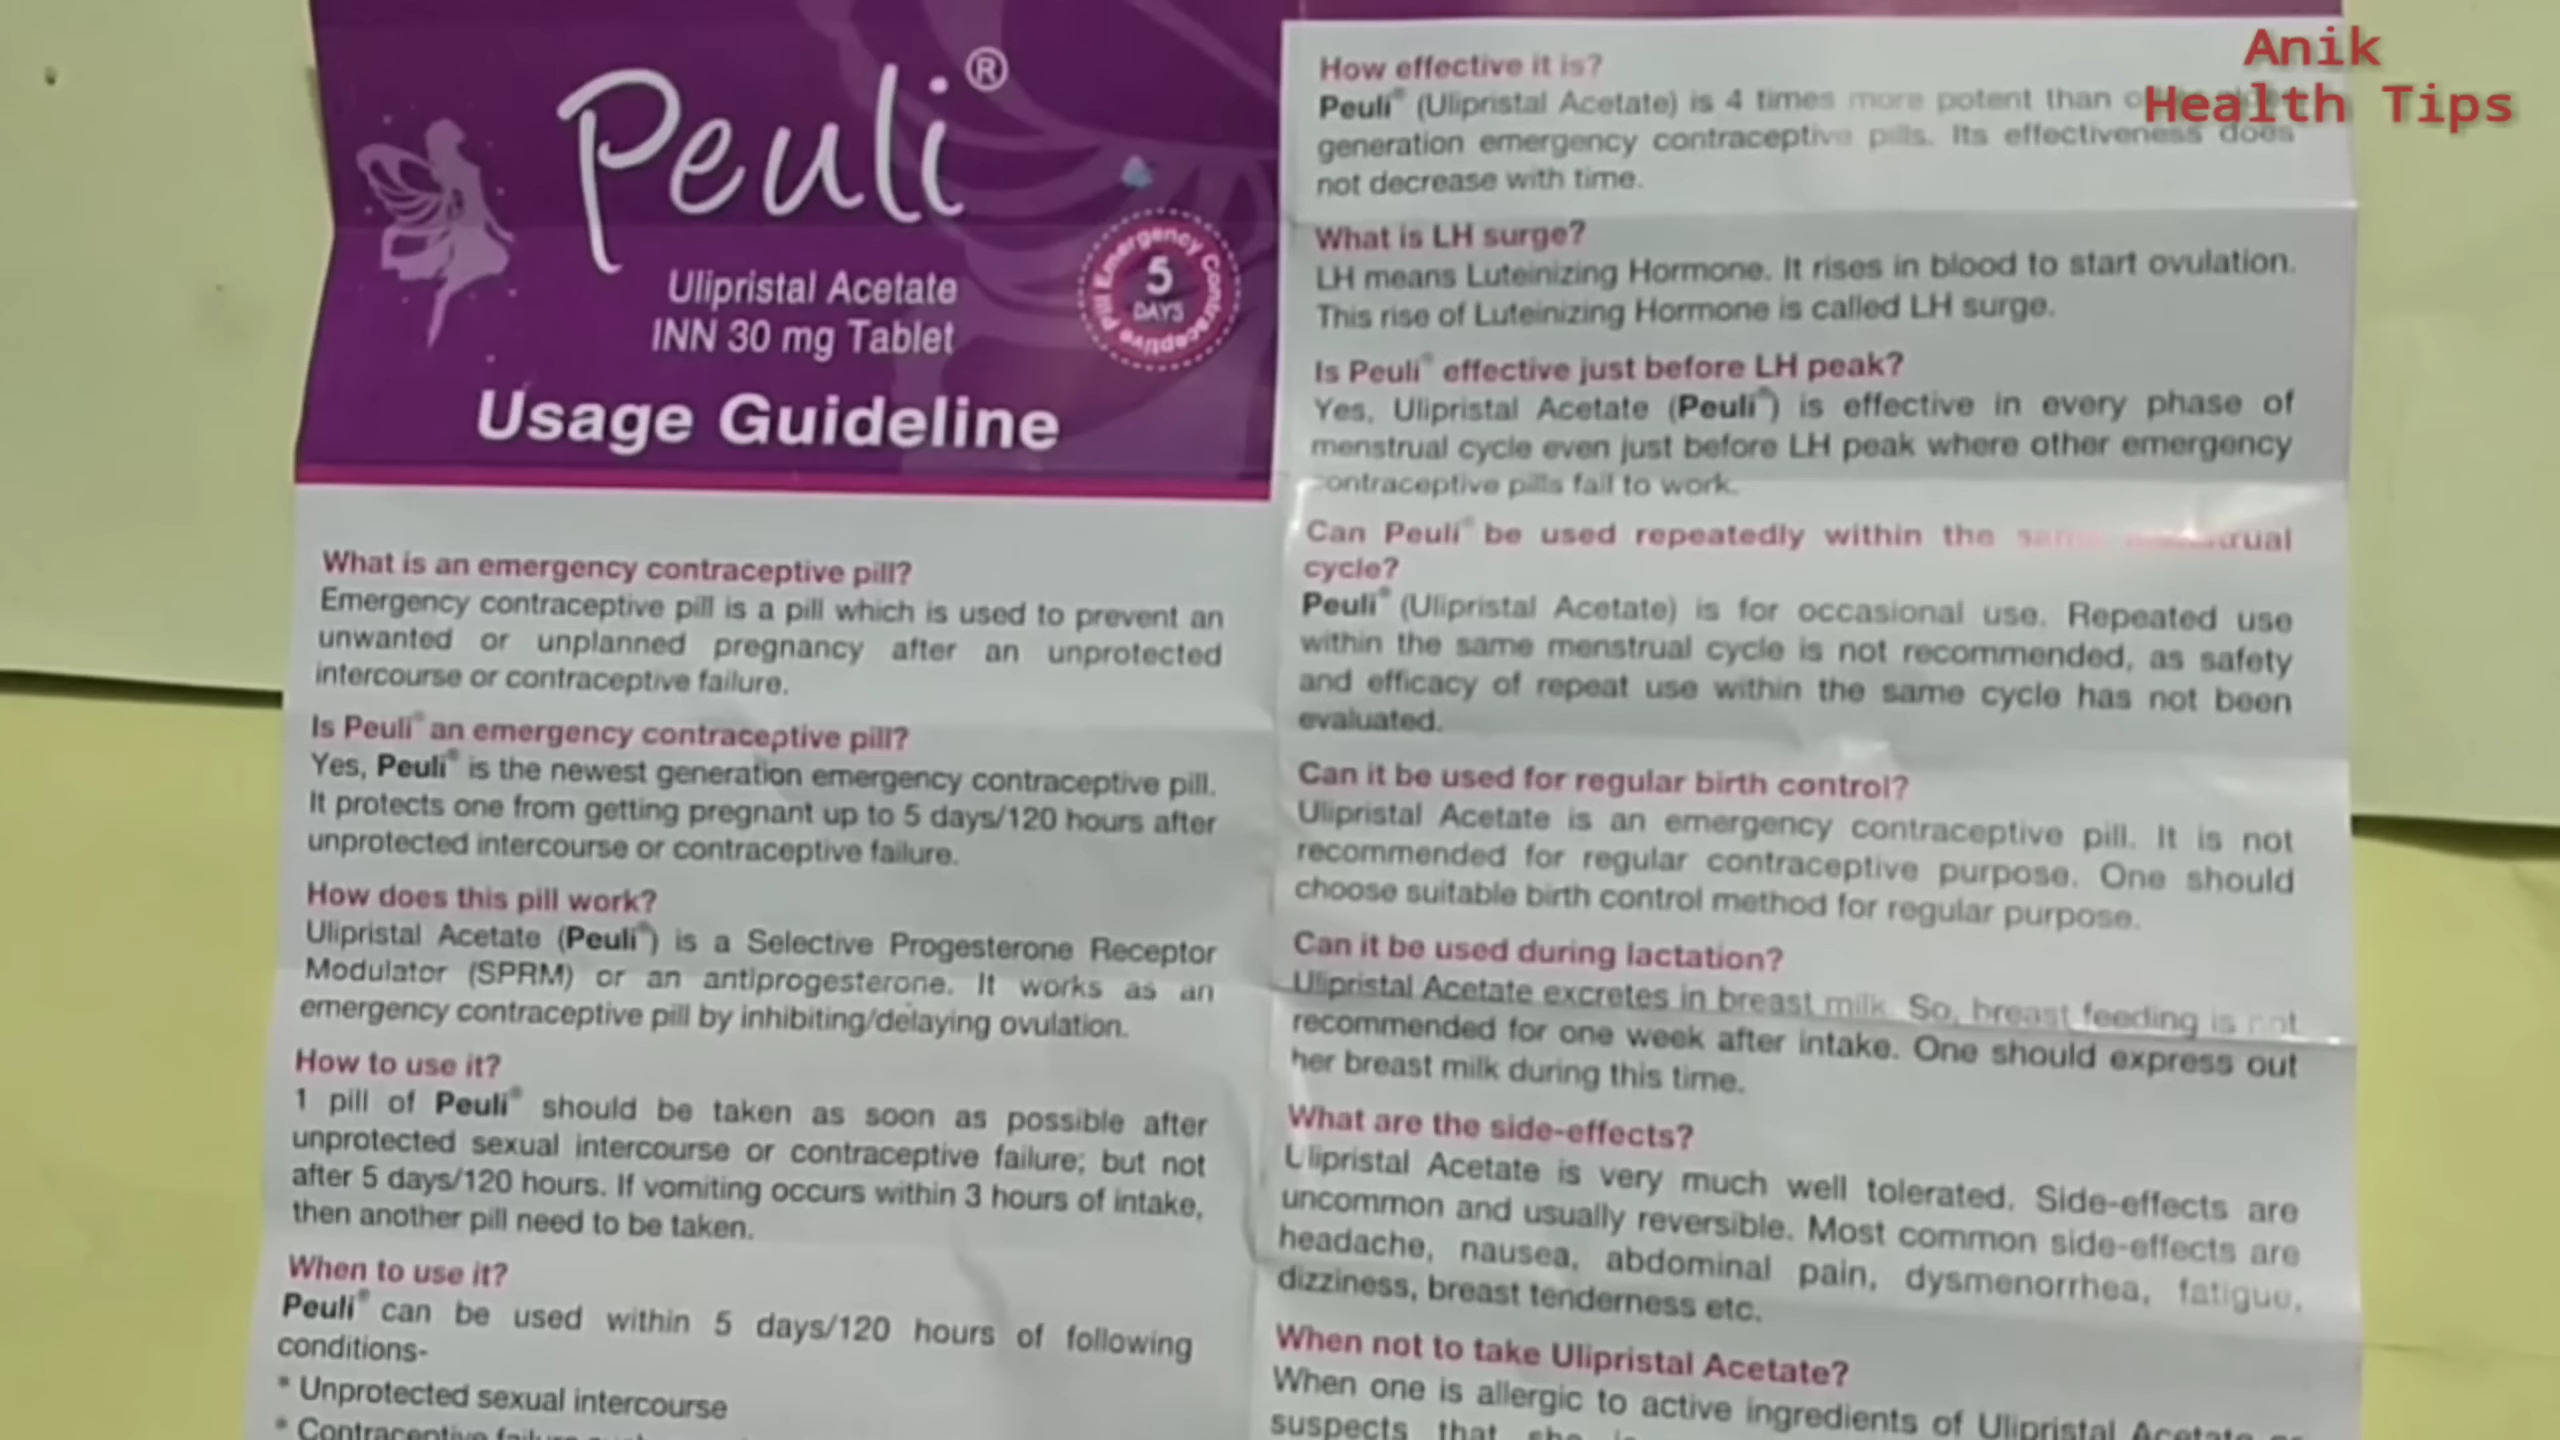 Peuli®
Ulipristal Acetate
INN 30 mg Tablet
Emergency Contraceptive Pill
5
DAYS
Usage Guideline
What is an emergency contraceptive pill?
Emergency contraceptive pill is a pill which is used to prevent an
unwanted or unplanned pregnancy after an unprotected
intercourse or contraceptive failure.
Is Peuli® an emergency contraceptive pill?
Yes, Peuli® is the newest generation emergency contraceptive pill.
It protects one from getting pregnant up to 5 days/120 hours after
unprotected intercourse or contraceptive failure.
How does this pill work?
Ulipristal Acetate (Peuli®) is a Selective Progesterone Receptor
Modulator (SPRM) or an antiprogesterone. It works as an
emergency contraceptive pill by inhibiting/delaying ovulation.
How to use it?
1 pill of Peuli® should be taken as soon as possible after
unprotected sexual intercourse or contraceptive failure; but not
after 5 days/120 hours. If vomiting occurs within 3 hours of intake,
then another pill need to be taken.
When to use it?
Peuli® can be used within 5 days/120 hours of following
conditions-
* Unprotected sexual intercourse
* Contraceptive
How effective it is?
Peuli® (Ulipristal Acetate) is 4 times more potent than
generation emergency contraceptive pills. Its effectiveness does
not decrease with time.
What is LH surge?
LH means Luteinizing Hormone. It rises in blood to start ovulation.
This rise of Luteinizing Hormone is called LH surge.
Is Peuli® effective just before LH peak?
Yes, Ulipristal Acetate (Peuli®) is effective in every phase of
menstrual cycle even just before LH peak where other emergency
contraceptive pills fail to work.
Can Peuli® be used repeatedly within the same
cycle?
Peuli® (Ulipristal Acetate) is for occasional use. Repeated use
within the same menstrual cycle is not recommended, as safety
and efficacy of repeat use within the same cycle has not been
evaluated.
Can it be used for regular birth control?
Ulipristal Acetate is an emergency contraceptive pill. It is not
recommended for regular contraceptive purpose. One should
choose suitable birth control method for regular purpose.
Can it be used during lactation?
Ulipristal Acetate excretes in breast milk. So, breast feeding is not
recommended for one week after intake. One should express out
her breast milk during this time.
What are the side-effects?
Ulipristal Acetate is very much well tolerated. Side-effects are
uncommon and usually reversible. Most common side-effects are
headache, nausea, abdominal pain, dysmenorrhea, fatigue,
dizziness, breast tenderness etc.
When not to take Ulipristal Acetate?
When one is allergic to active ingredients of Ulipristal Acetate or
suspects that she
Anik
Health Tips